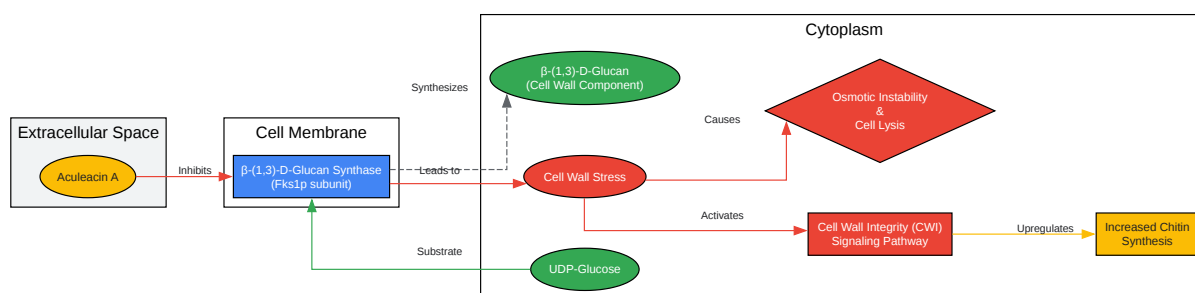 Cytoplasm
β-(1,3)-D-Glucan
(Cell Wall Component)
Synthesizes
Osmotic Instability
&
Cell Lysis
Causes
Extracellular Space
Cell Membrane
Aculeacin A
Inhibits
β-(1,3)-D-Glucan Synthase
(Fks1p subunit)
Leads to
Cell Wall Stress
Activates
Cell Wall Integrity (CWI)
Signaling Pathway
Upregulates
Increased Chitin
Synthesis
Substrate
UDP-Glucose